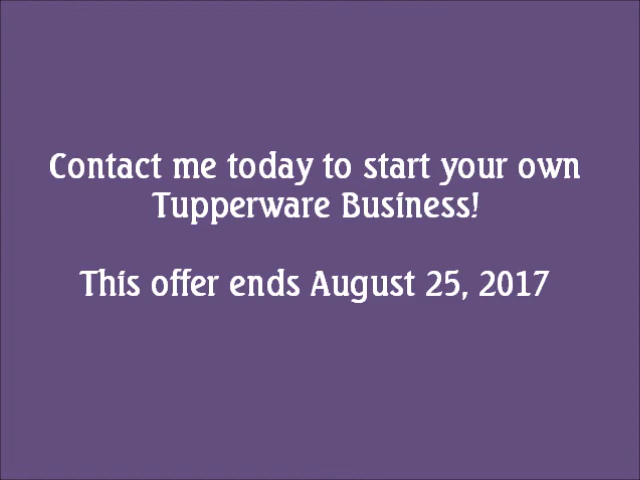 Contact me today to start your own
Tupperware Business!
This offer ends August 25, 2017